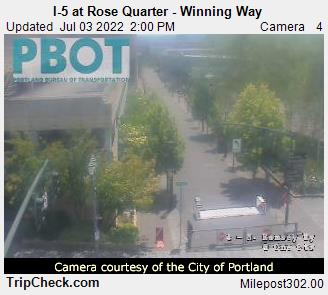 I-5 at Rose Quarter - Winning Way
Updated Jul 03 2022 2:00 PM Camera 4
PBOT
PORTLAND BUREAU OF TRANSPORTATION
Camera courtesy of the City of Portland
TripCheck.com Milepost302.00